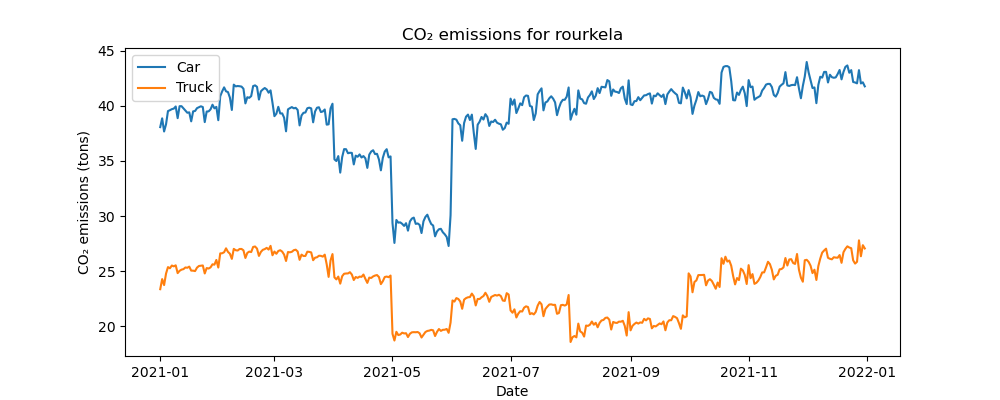 CO₂ emissions for rourkela
Car
Truck
CO₂ emissions (tons)
45
40
35
30
25
20
2021-01
2021-03
2021-05
2021-07
2021-09
2021-11
2022-01
Date